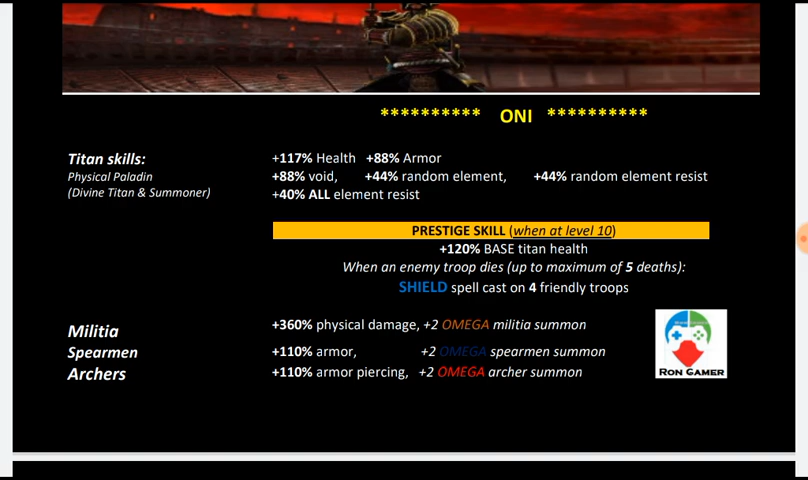 ********** ONI **********
Titan skills: +117% Health +88% Armor
Physical Paladin +88% void, +44% random element, +44% random element resist
(Divine Titan & Summoner) +40% ALL element resist
PRESTIGE SKILL (when at level 10)
+120% BASE titan health
When an enemy troop dies (up to maximum of 5 deaths):
SHIELD spell cast on 4 friendly troops
Militia +360% physical damage, +2 OMEGA militia summon
Spearmen +110% armor, +2 OMEGA spearmen summon
Archers +110% armor piercing, +2 OMEGA archer summon
RON GAMER